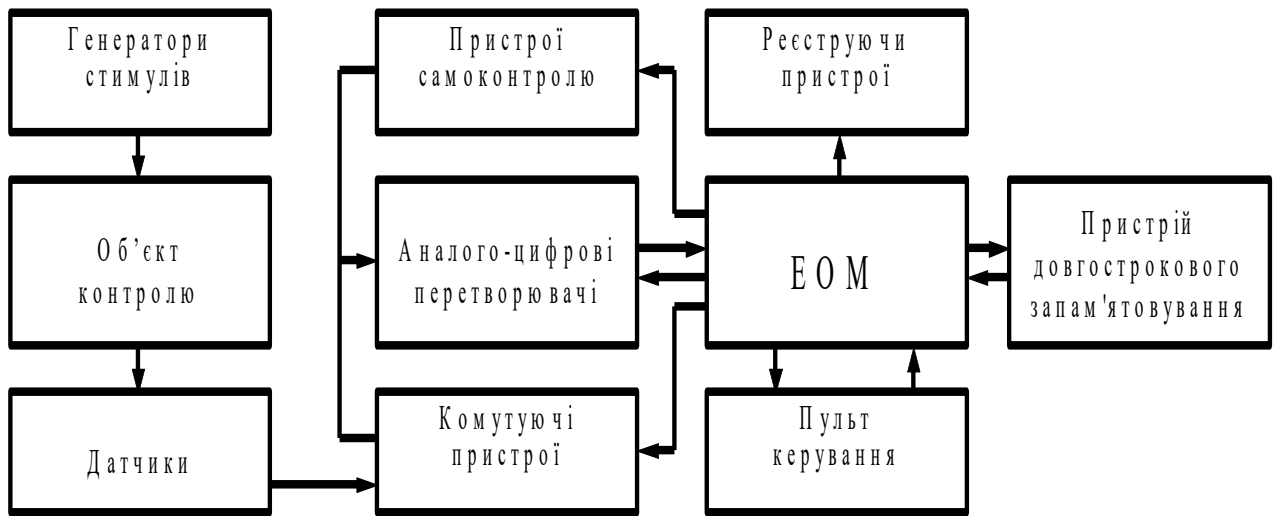 Генератори
стимулів
Пристрої
самоконтролю
Реєструючи
пристрої
Об’єкт
контролю
Аналого-цифрові
перетворювачі
ЕОМ
Пристрій
довгострокового
запам'ятовування
Датчики
Комутуючі
пристрої
Пульт
керування